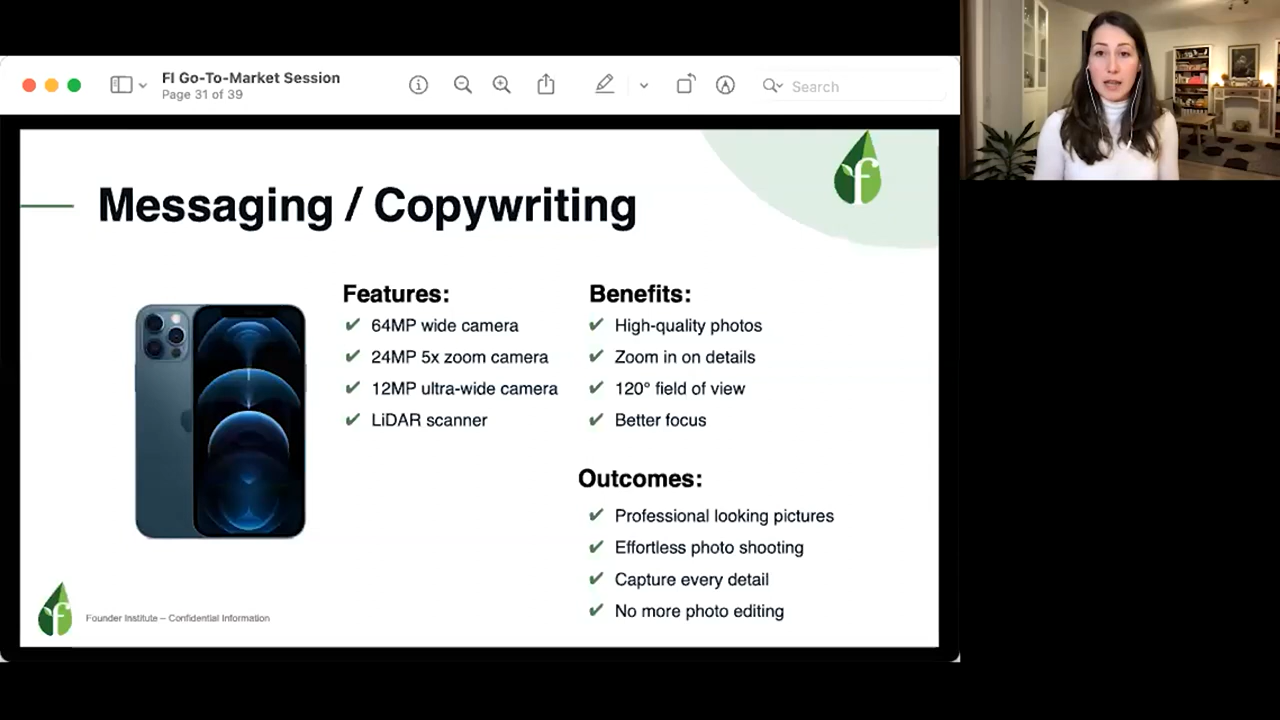 FI Go-To-Market Session
Page 31 of 39
Search
Messaging / Copywriting
Features:
64MP wide camera
24MP 5x zoom camera
12MP ultra-wide camera
LiDAR scanner
Benefits:
High-quality photos
Zoom in on details
120° field of view
Better focus
Outcomes:
Professional looking pictures
Effortless photo shooting
Capture every detail
No more photo editing
Founder Institute – Confidential Information